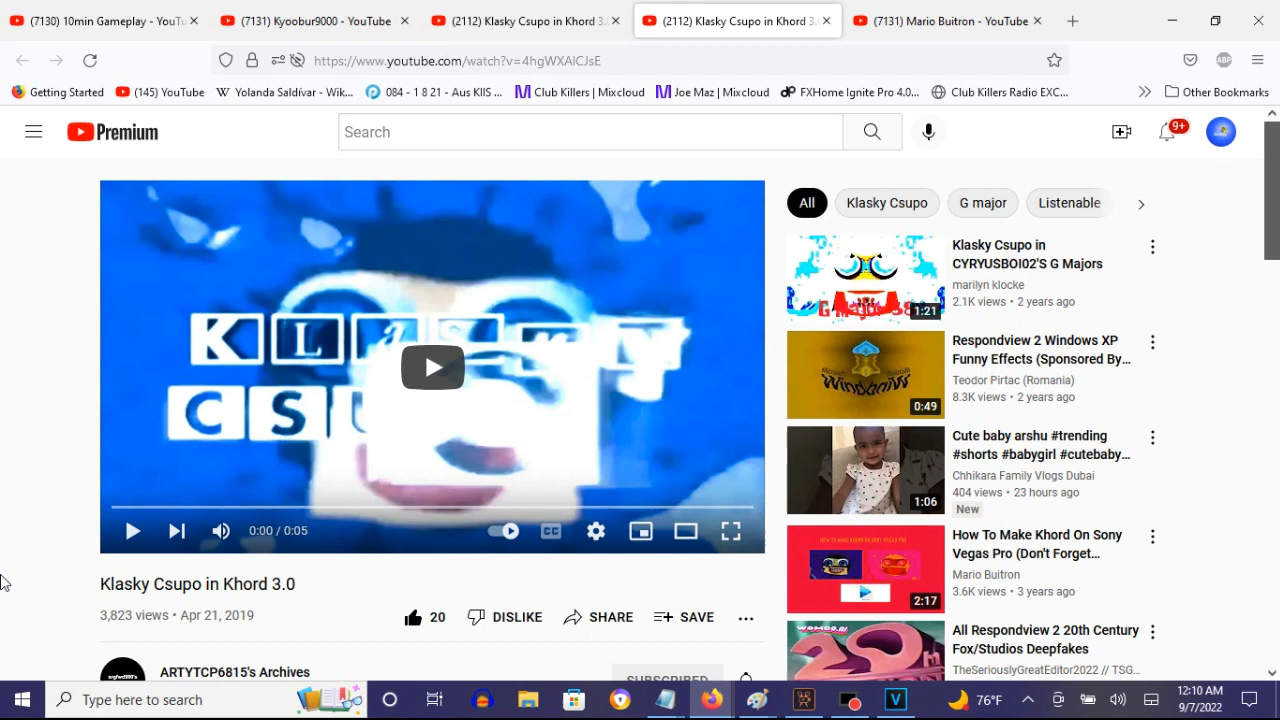 (7130) 10min Gameplay - YouTu
(7131) Kyoobur9000 - YouTube
(2112) Klasky Csupo in Khord 3.
(2112) Klasky Csupo in Khord 3.
(7131) Mario Buitron - YouTube
https://www.youtube.com/watch?v=4hgWXAlCJsE
ABP
Getting Started
(145) YouTube
Yolanda Saldívar - Wik...
084 - 1 8 21 - Aus KIIS ...
Club Killers | Mixcloud
Joe Maz | Mixcloud
FXHome Ignite Pro 4.0...
Club Killers Radio EXC...
Other Bookmarks
Premium
Search
9+
KLASKY
CSU
0:00 / 0:05
CC
Klasky Csupo in Khord 3.0
3,823 views • Apr 21, 2019
20
DISLIKE
SHARE
SAVE
ARTYTCP6815's Archives
SUBSCRIBED
All
Klasky Csupo
G major
Listenable
G Major
1:21
Klasky Csupo in
CYRYUSBOI02'S G Majors
marilyn klocke
2.1K views • 2 years ago
0:49
Respondview 2 Windows XP
Funny Effects (Sponsored By...
Teodor Pirtac (Romania)
8.3K views • 2 years ago
1:06
Cute baby arshu #trending
#shorts #babygirl #cutebaby...
Chhikara Family Vlogs Dubai
404 views • 23 hours ago
New
2:17
How To Make Khord On Sony
Vegas Pro (Don't Forget...
Mario Buitron
3.6K views • 3 years ago
All Respondview 2 20th Century
Fox/Studios Deepfakes
TheSeriouslyGreatEditor2022 // TSG...
Type here to search
76°F
12:10 AM
9/7/2022